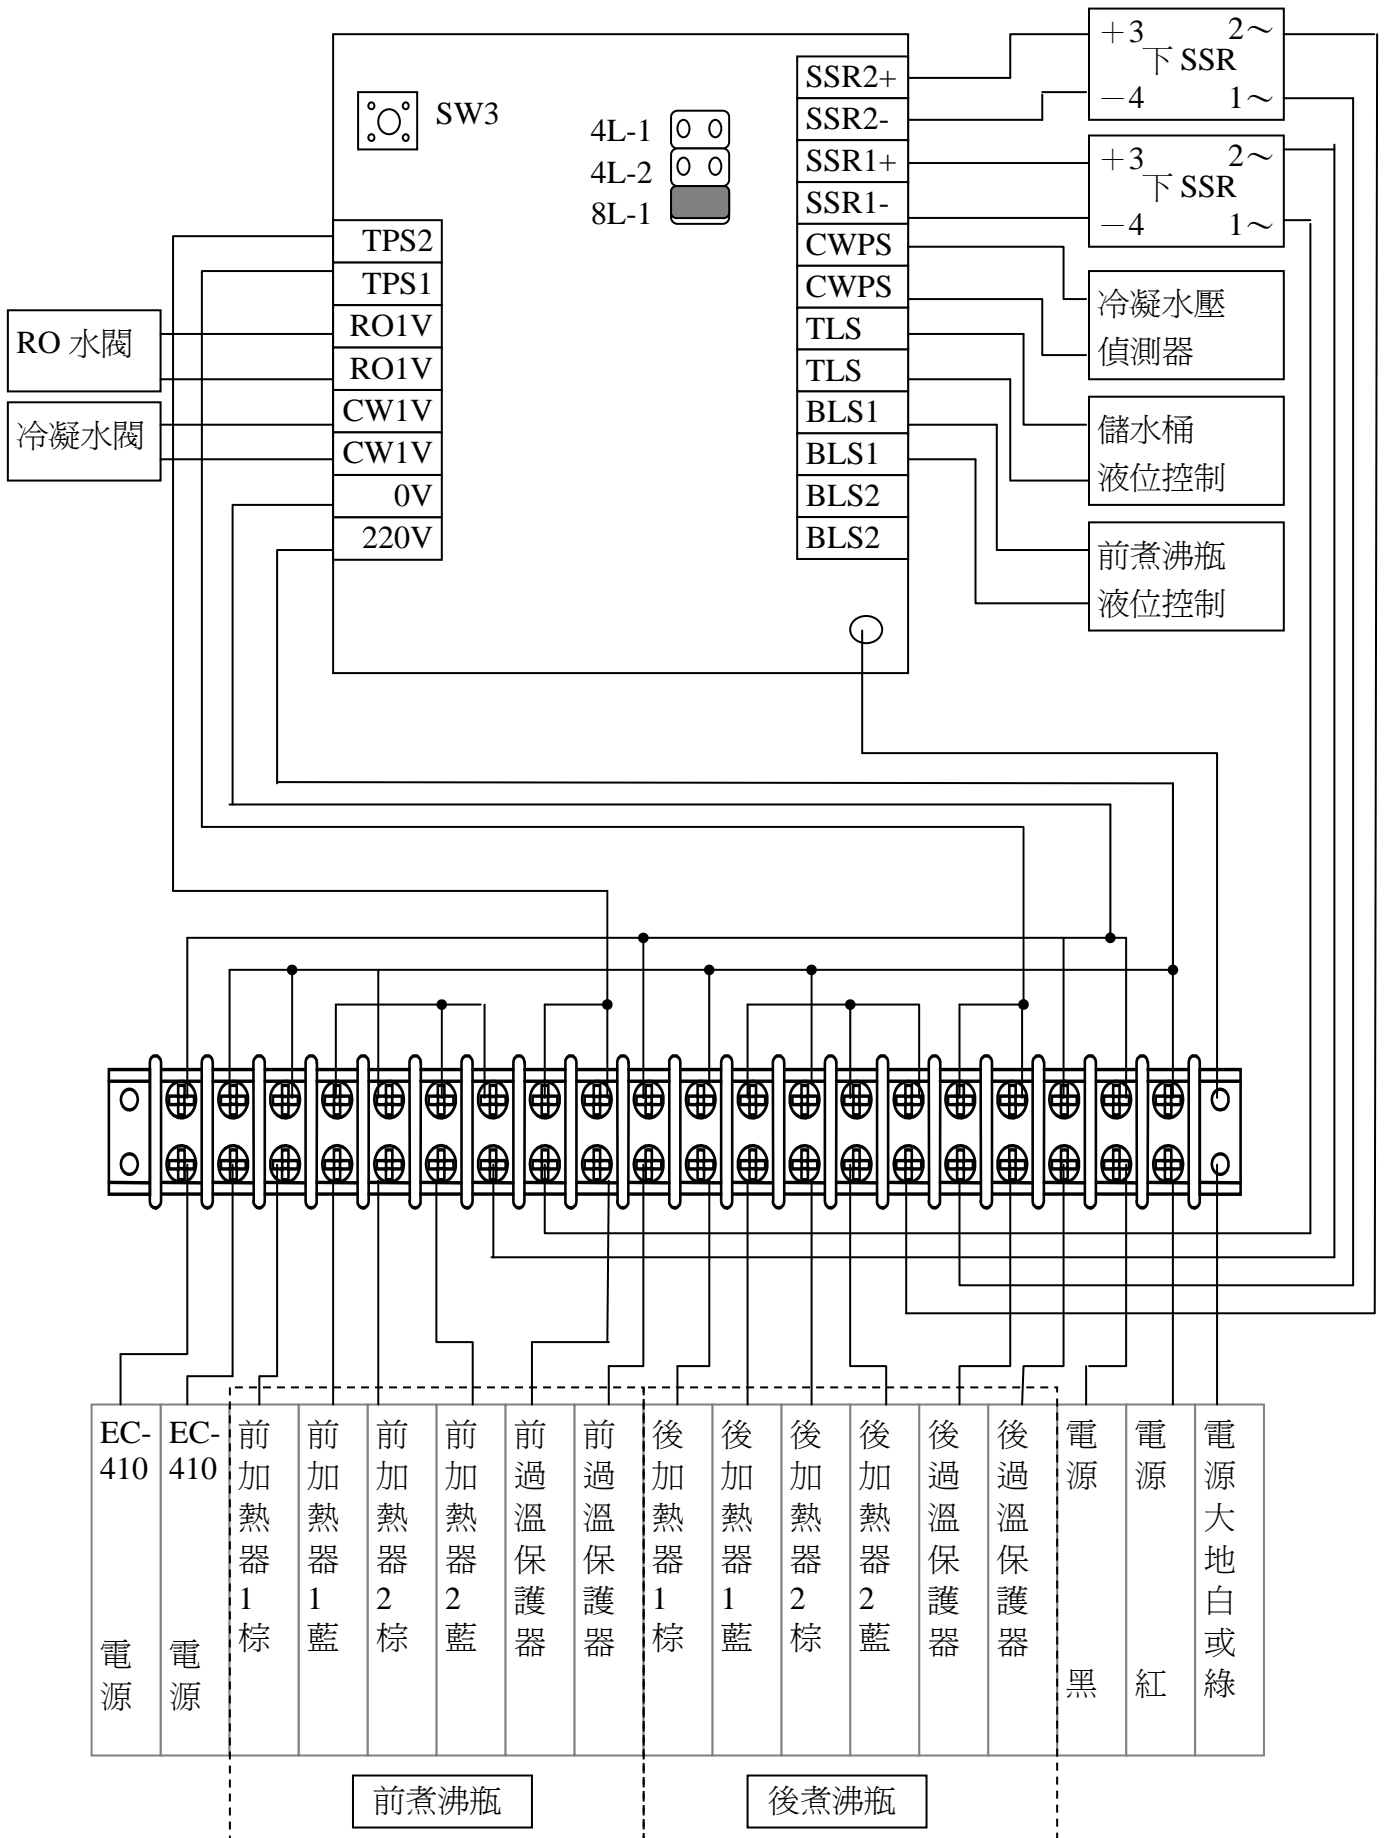 SW3
4L-1
4L-2
8L-1
TPS2
TPS1
RO1V
RO1V
CW1V
CW1V
0V
220V
RO 水閥
冷凝水閥
SSR2+
SSR2-
SSR1+
SSR1-
CWPS
CWPS
TLS
TLS
BLS1
BLS1
BLS2
BLS2
+3 2~
下 SSR
-4 1~
+3 2~
下 SSR
-4 1~
冷凝水壓
偵測器
儲水桶
液位控制
前煮沸瓶
液位控制
EC-
410
電
源
EC-
410
電
源
前加熱器1棕
前加熱器1藍
前加熱器2棕
前加熱器2藍
前過溫保護器
前過溫保護器
後加熱器1棕
後加熱器1藍
後加熱器2棕
後加熱器2藍
後過溫保護器
後過溫保護器
電源 黑
電源 紅
電源大地白或綠
前煮沸瓶
後煮沸瓶